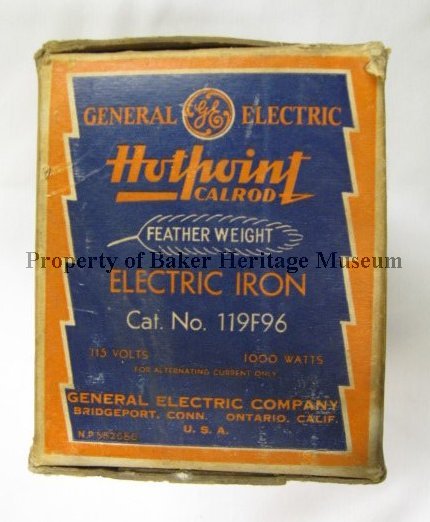 GENERAL GE ELECTRIC
Hotpoint
CALROD
FEATHER WEIGHT
Property of Baker Heritage Museum
ELECTRIC IRON
Cat. No. 119F96
115 VOLTS 1000 WATTS
FOR ALTERNATING CURRENT ONLY
GENERAL ELECTRIC COMPANY
BRIDGEPORT, CONN. ONTARIO, CALIF.
U. S. A.